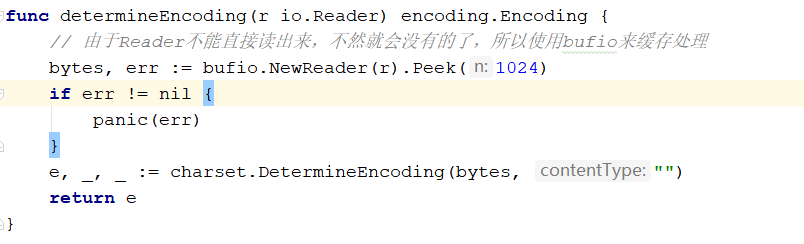 func determineEncoding(r io.Reader) encoding.Encoding {
// 由于Reader不能直接读出来，不然就会没有的了，所以使用bufio来缓存处理
bytes, err := bufio.NewReader(r).Peek( n: 1024)
if err != nil {
panic(err)
}
e, _, _ := charset.DetermineEncoding(bytes, contentType: "")
return e
}